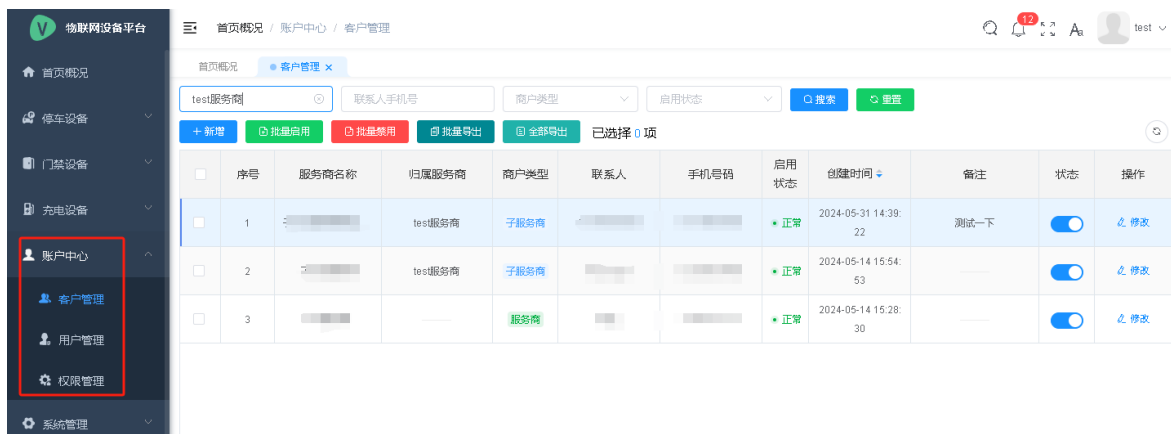 V 物联网设备平台
首页概况 / 账户中心 / 客户管理
12
Aa
test
首页概况
停车设备
门禁设备
充电设备
账户中心
客户管理
用户管理
权限管理
系统管理
首页概况 客户管理 ×
test服务商 联系人手机号 商户类型 启用状态 搜索 重置
+ 新增 批量启用 批量禁用 批量导出 全部导出 已选择 0 项
序号 服务商名称 归属服务商 商户类型 联系人 手机号码 启用状态 创建时间 备注 状态 操作
1 test服务商 子服务商 正常 2024-05-31 14:39:22 测试一下 修改
2 test服务商 子服务商 正常 2024-05-14 15:54:53 修改
3 服务商 正常 2024-05-14 15:28:30 修改